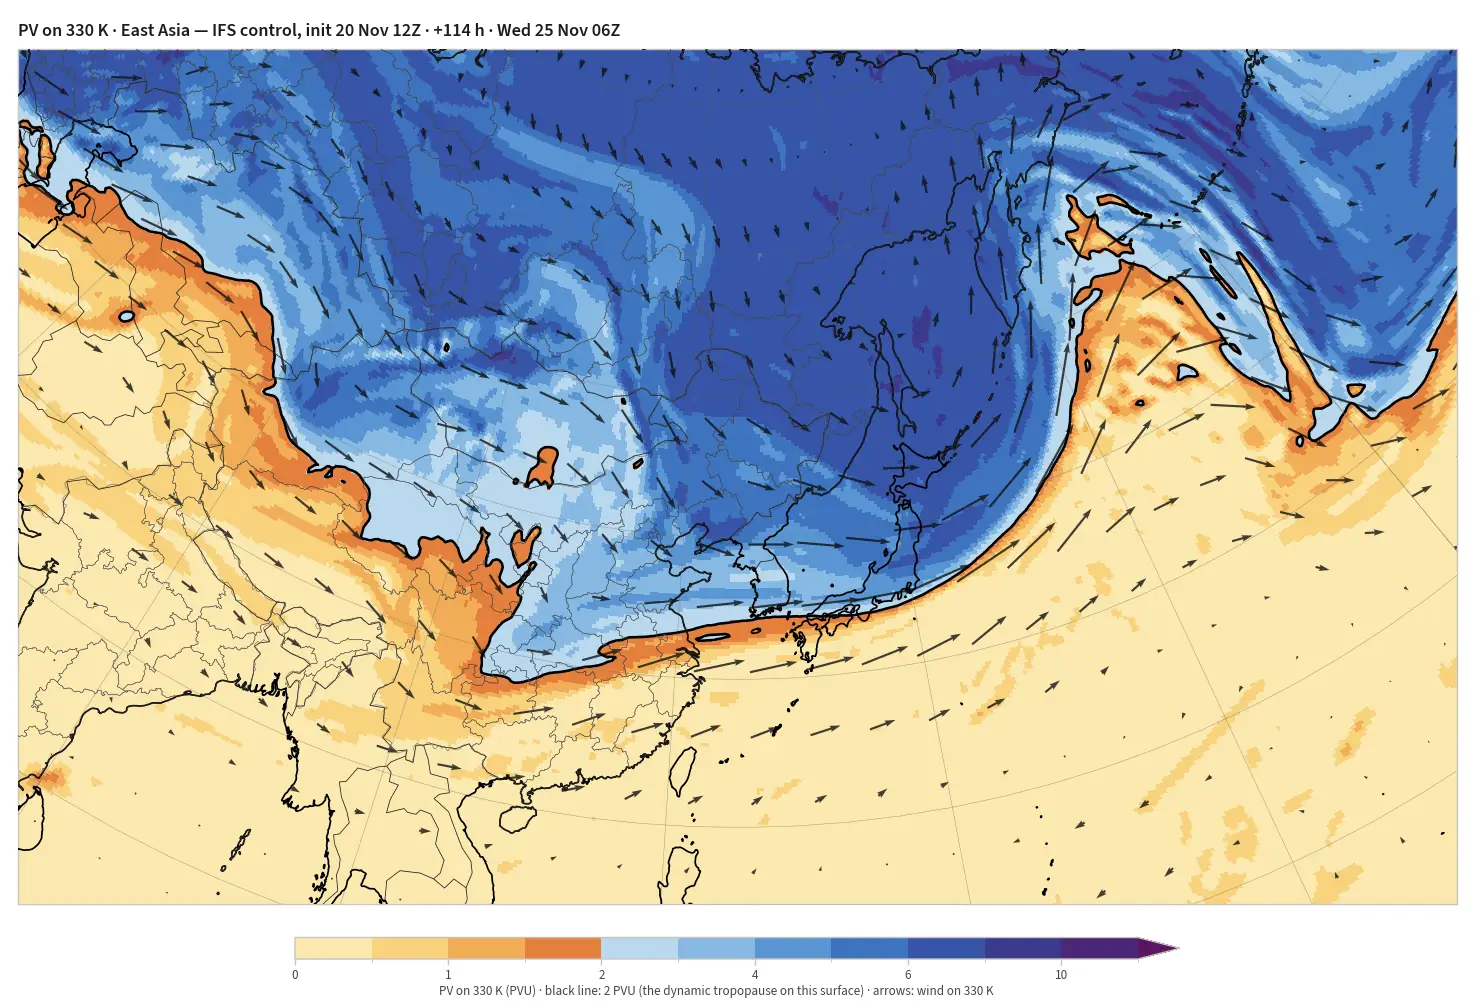 PV on 330 K · East Asia — IFS control, init 20 Nov 12Z · +114 h · Wed 25 Nov 06Z
0 1 2 4 6 10
PV on 330 K (PVU) · black line: 2 PVU (the dynamic tropopause on this surface) · arrows: wind on 330 K